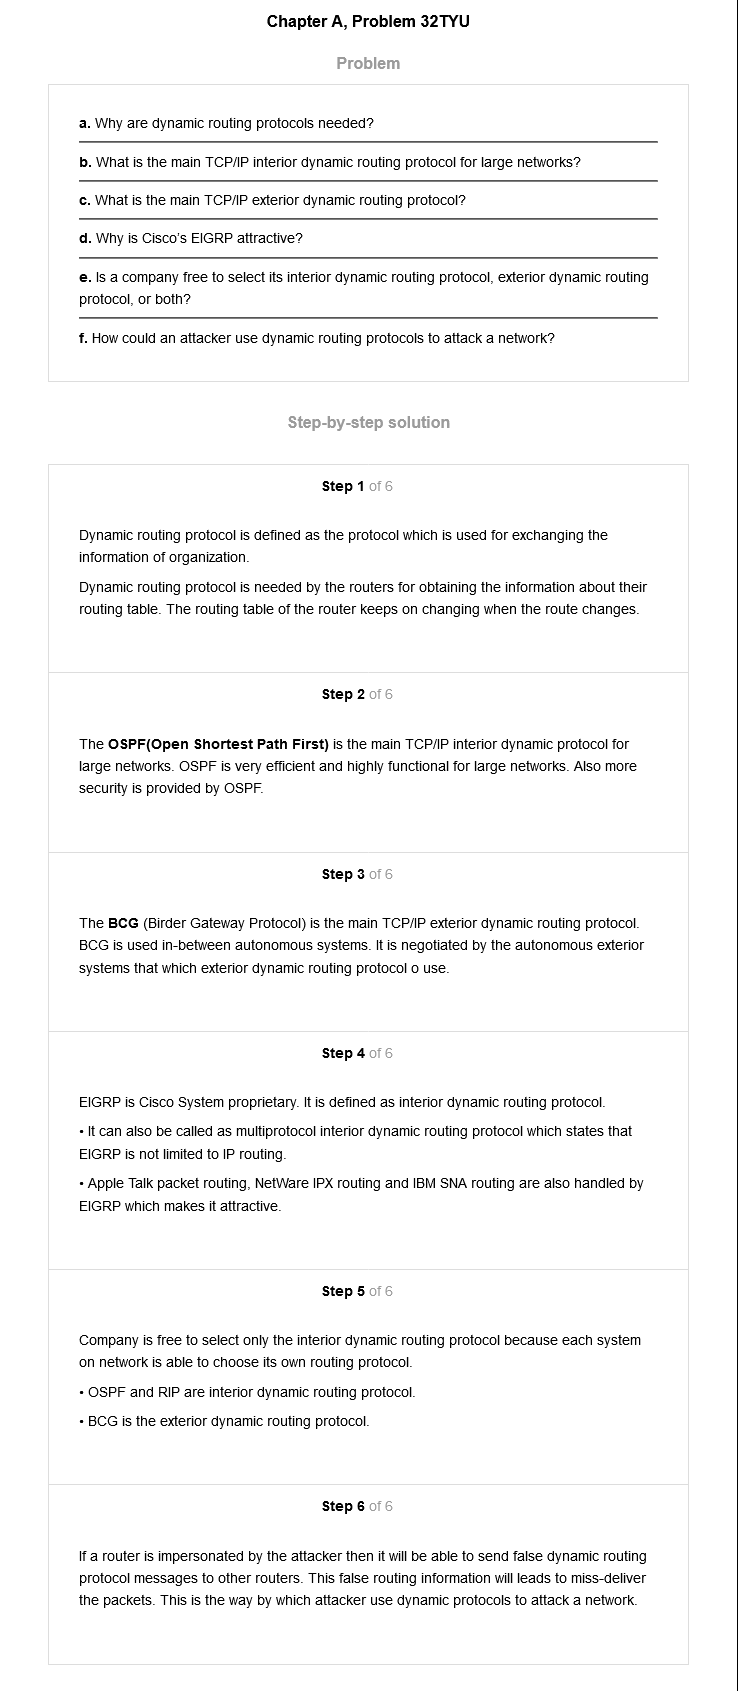 Chapter A, Problem 32TYU
Problem
a. Why are dynamic routing protocols needed?
b. What is the main TCP/IP interior dynamic routing protocol for large networks?
c. What is the main TCP/IP exterior dynamic routing protocol?
d. Why is Cisco's EIGRP attractive?
e. Is a company free to select its interior dynamic routing protocol, exterior dynamic routing
protocol, or both?
f. How could an attacker use dynamic routing protocols to attack a network?
Step-by-step solution
Step 1 of 6
Dynamic routing protocol is defined as the protocol which is used for exchanging the
information of organization.
Dynamic routing protocol is needed by the routers for obtaining the information about their
routing table. The routing table of the router keeps on changing when the route changes.
Step 2 of 6
The OSPF(Open Shortest Path First) is the main TCP/IP interior dynamic protocol for
large networks. OSPF is very efficient and highly functional for large networks. Also more
security is provided by OSPF.
Step 3 of 6
The BCG (Birder Gateway Protocol) is the main TCP/IP exterior dynamic routing protocol.
BCG is used in-between autonomous systems. It is negotiated by the autonomous exterior
systems that which exterior dynamic routing protocol o use.
Step 4 of 6
EIGRP is Cisco System proprietary. It is defined as interior dynamic routing protocol.
• It can also be called as multiprotocol interior dynamic routing protocol which states that
EIGRP is not limited to IP routing.
• Apple Talk packet routing, NetWare IPX routing and IBM SNA routing are also handled by
EIGRP which makes it attractive.
Step 5 of 6
Company is free to select only the interior dynamic routing protocol because each system
on network is able to choose its own routing protocol.
• OSPF and RIP are interior dynamic routing protocol.
• BCG is the exterior dynamic routing protocol.
Step 6 of 6
If a router is impersonated by the attacker then it will be able to send false dynamic routing
protocol messages to other routers. This false routing information will leads to miss-deliver
the packets. This is the way by which attacker use dynamic protocols to attack a network.